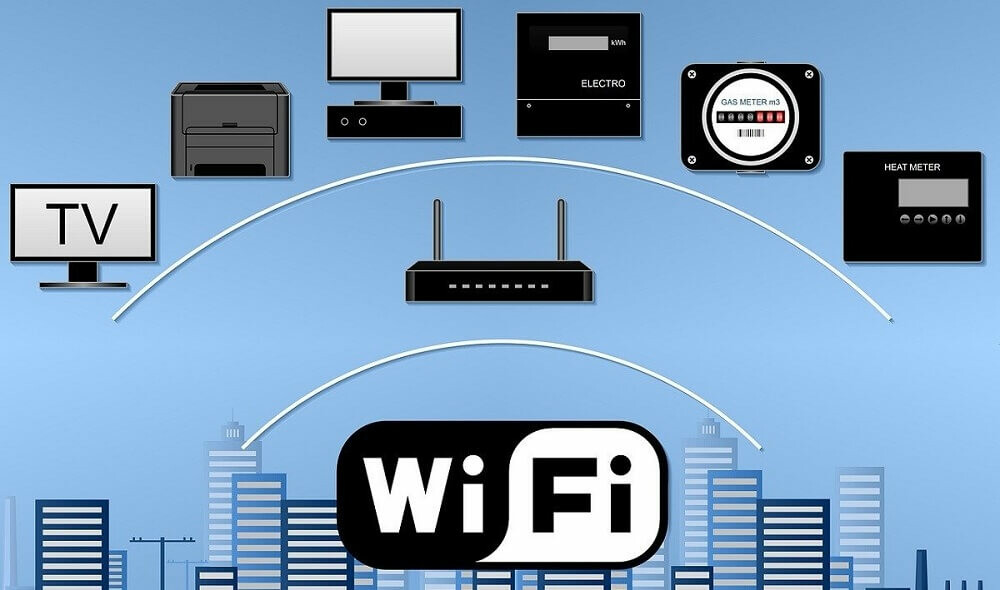 kWh
ELECTRO
GAS METER m3
HEAT METER
TV
WiFi